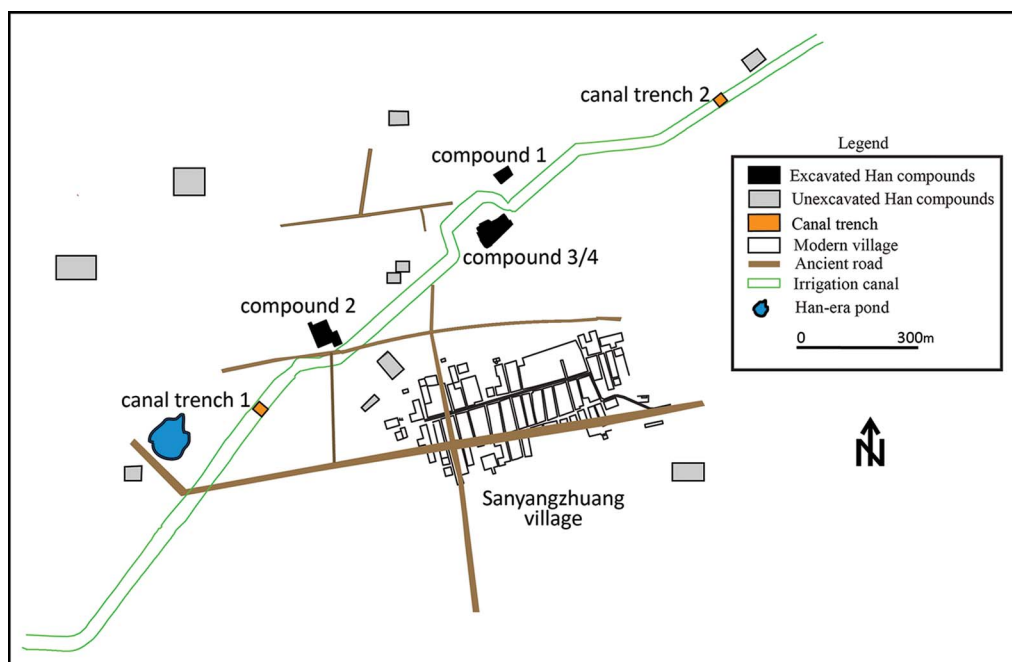 canal trench 2
compound 1
compound 3/4
compound 2
canal trench 1
Sanyangzhuang
village
Legend
Excavated Han compounds
Unexcavated Han compounds
Canal trench
Modern village
Ancient road
Irrigation canal
Han-era pond
0 300m
N